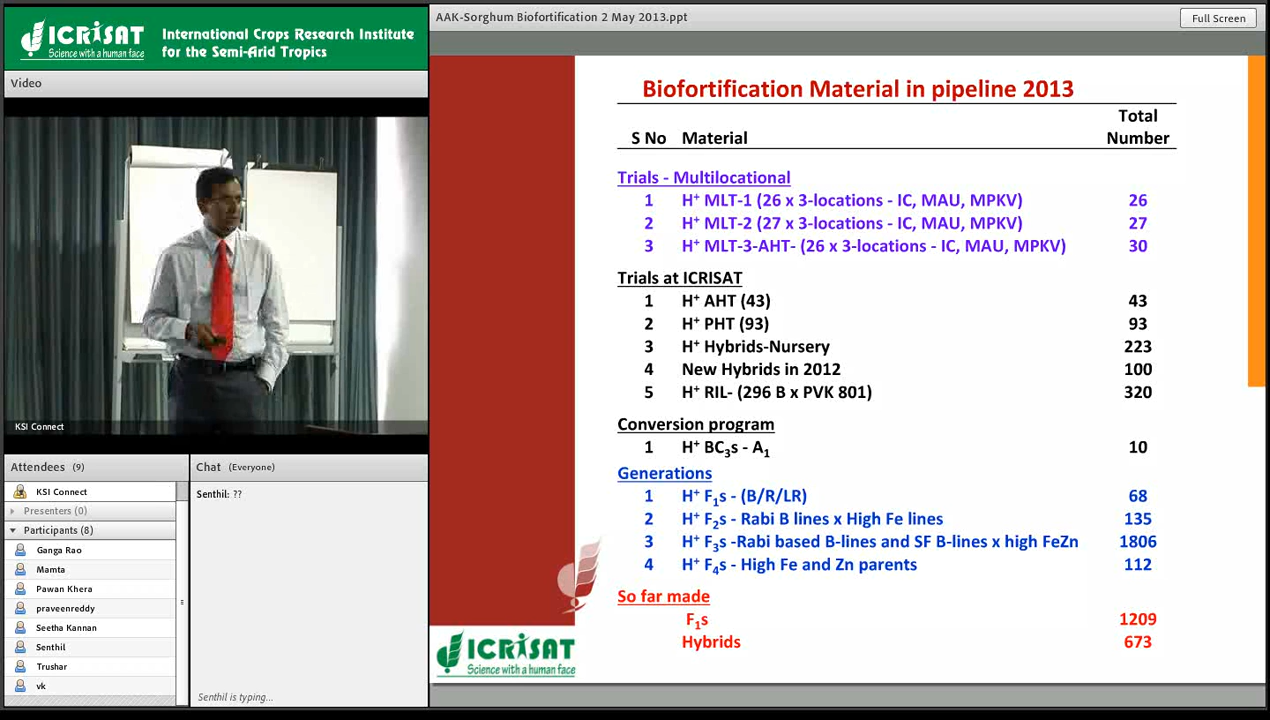 ICRISAT
Science with a human face
International Crops Research Institute
for the Semi-Arid Tropics
Video
KSI Connect
Attendees (9)
KSI Connect
Presenters (0)
Participants (8)
Ganga Rao
Mamta
Pawan Khera
praveenreddy
Seetha Kannan
Senthil
Trushar
vk
Chat (Everyone)
Senthil: ??
Senthil is typing...
AAK-Sorghum Biofortification 2 May 2013.ppt
Full Screen
Biofortification Material in pipeline 2013
S No Material Total Number
Trials - Multilocational
1 H+ MLT-1 (26 x 3-locations - IC, MAU, MPKV) 26
2 H+ MLT-2 (27 x 3-locations - IC, MAU, MPKV) 27
3 H+ MLT-3-AHT- (26 x 3-locations - IC, MAU, MPKV) 30
Trials at ICRISAT
1 H+ AHT (43) 43
2 H+ PHT (93) 93
3 H+ Hybrids-Nursery 223
4 New Hybrids in 2012 100
5 H+ RIL- (296 B x PVK 801) 320
Conversion program
1 H+ BC3s - A1 10
Generations
1 H+ F1s - (B/R/LR) 68
2 H+ F2s - Rabi B lines x High Fe lines 135
3 H+ F3s -Rabi based B-lines and SF B-lines x high FeZn 1806
4 H+ F4s - High Fe and Zn parents 112
So far made
F1s 1209
Hybrids 673
ICRISAT
Science with a human face